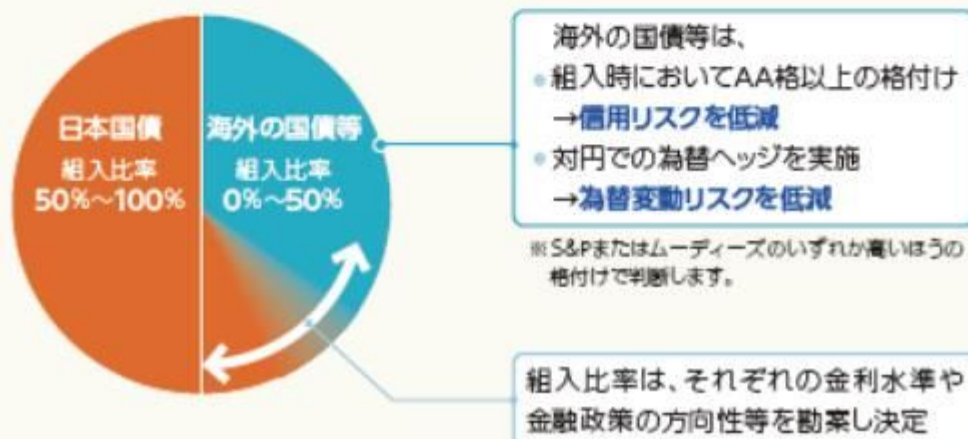 日本国債
組入比率
50%～100%
海外の国債等
組入比率
0%～50%
海外の国債等は、
•組入時においてAA格以上の格付け
→信用リスクを低減
•対円での為替ヘッジを実施
→為替変動リスクを低減
※S&Pまたはムーディーズのいずれか高いほうの
格付けで判断します。
組入比率は、それぞれの金利水準や
金融政策の方向性等を勘案し決定